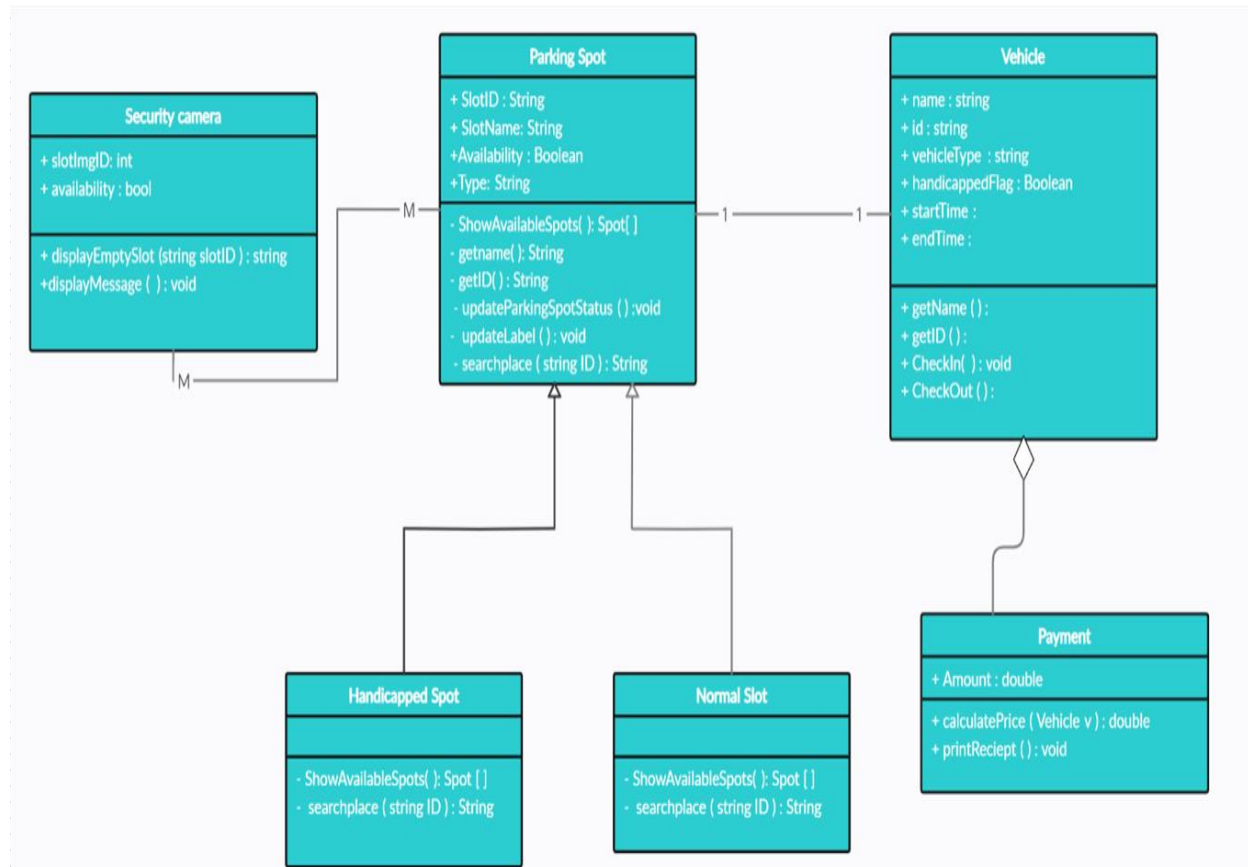 Security camera
+ slotImgID: int
+ availability : bool
+ displayEmptySlot (string slotID ) : string
+displayMessage ( ) : void
M
M
Parking Spot
+ SlotID : String
+ SlotName: String
+Availability : Boolean
+Type: String
- ShowAvailableSpots( ): Spot[ ]
- getname( ): String
- getID( ) : String
- updateParkingSpotStatus ( ) :void
- updateLabel ( ) : void
- searchplace ( string ID ) : String
1
1
Vehicle
+ name : string
+ id : string
+ vehicleType : string
+ handicappedFlag : Boolean
+ startTime :
+ endTime :
+ getName ( ) :
+ getID ( ) :
+ CheckIn( ) : void
+ CheckOut ( ) :
Handicapped Spot
- ShowAvailableSpots( ): Spot [ ]
- searchplace ( string ID ) : String
Normal Slot
- ShowAvailableSpots( ): Spot [ ]
- searchplace ( string ID ) : String
Payment
+ Amount : double
+ calculatePrice ( Vehicle v ) : double
+ printReciept ( ) : void